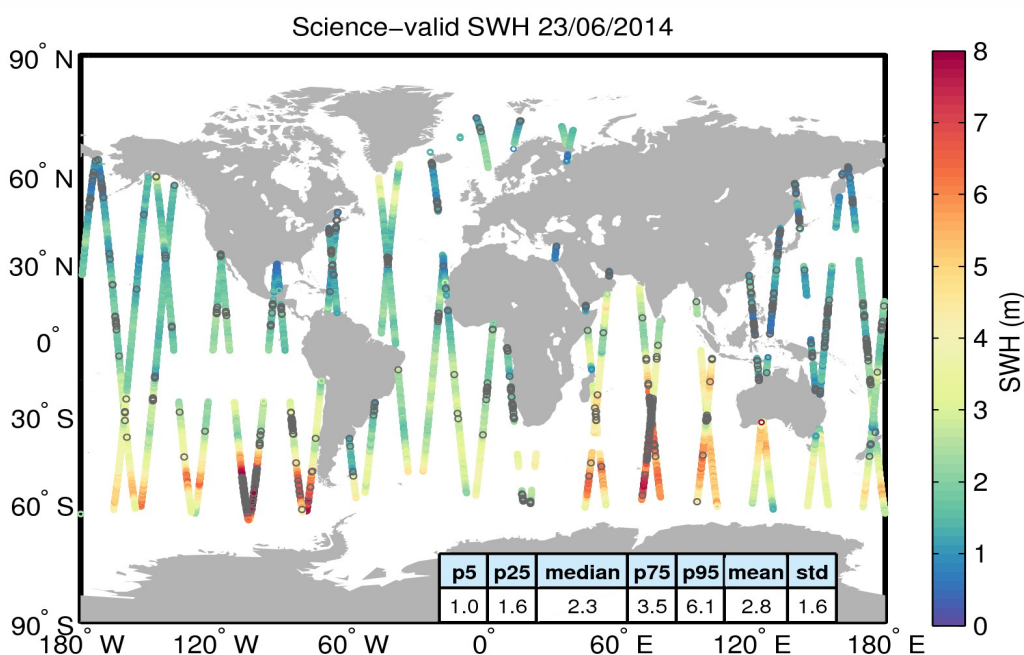 Science−valid SWH 23/06/2014
90° N
60° N
30° N
0°
30° S
60° S
90° S
180° W
120° W
60° W
0°
60° E
120° E
180° E
p5 p25 median p75 p95 mean std
1.0 1.6 2.3 3.5 6.1 2.8 1.6
8
7
6
5
4
3
2
1
0
SWH (m)